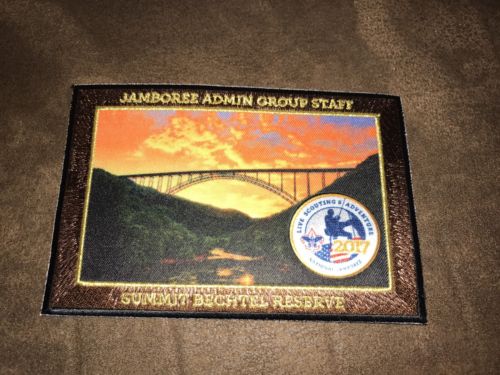 JAMBOREE ADMIN GROUP STAFF
LIVE SCOUTING'S ADVENTURE
2017
NATIONAL JAMBOREE
SUMMIT BECHTEL RESERVE